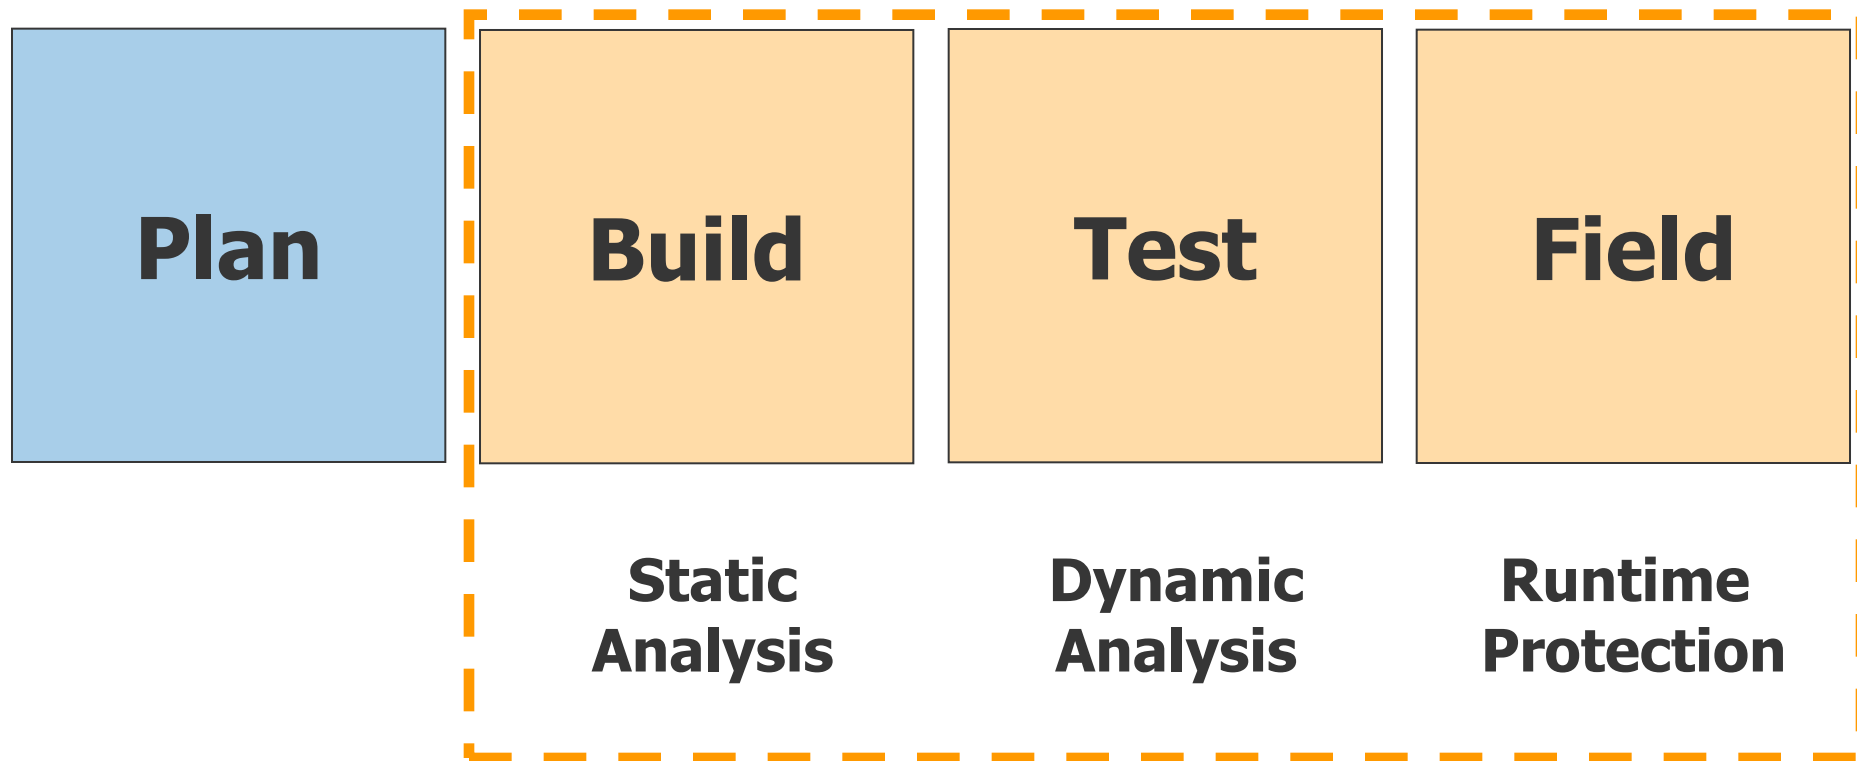 Plan
Build
Test
Field
Static
Analysis
Dynamic
Analysis
Runtime
Protection